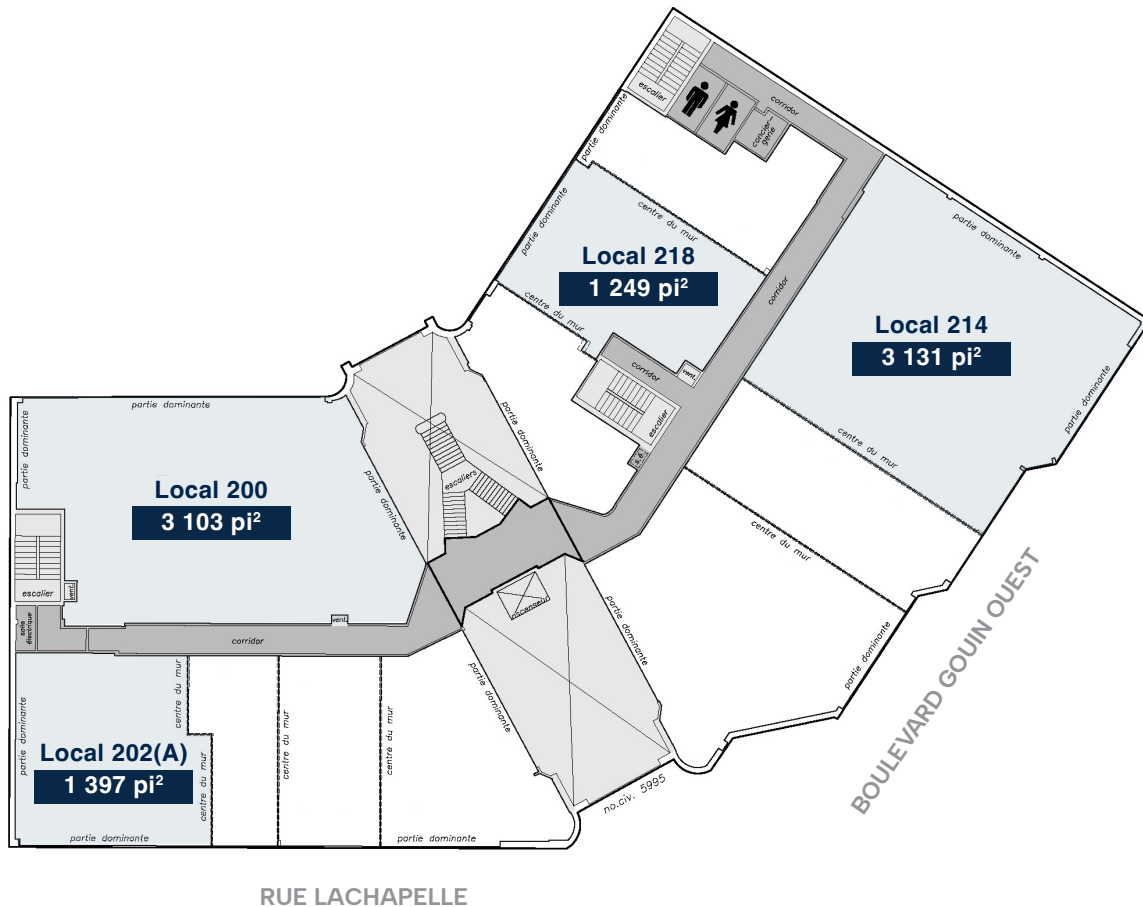 escalier
corridor
concier-
gerie
partie dominante
partie dominante
centre du mur
partie dominante
Local 218
1 249 pi²
corridor
centre du mur
Local 214
3 131 pi²
corridor
vent.
escalier
s.é.
partie dominante
centre du mur
partie dominante
partie dominante
partie dominante
partie dominante
escaliers
Local 200
3 103 pi²
centre du mur
escalier
vent.
ascenseur
partie dominante
salle
électrique
vent.
corridor
partie dominante
partie dominante
BOULEVARD GOUIN OUEST
partie dominante
centre du mur
centre du mur
centre du mur
centre du mur
Local 202(A)
1 397 pi²
no.civ. 5995
partie dominante
partie dominante
RUE LACHAPELLE